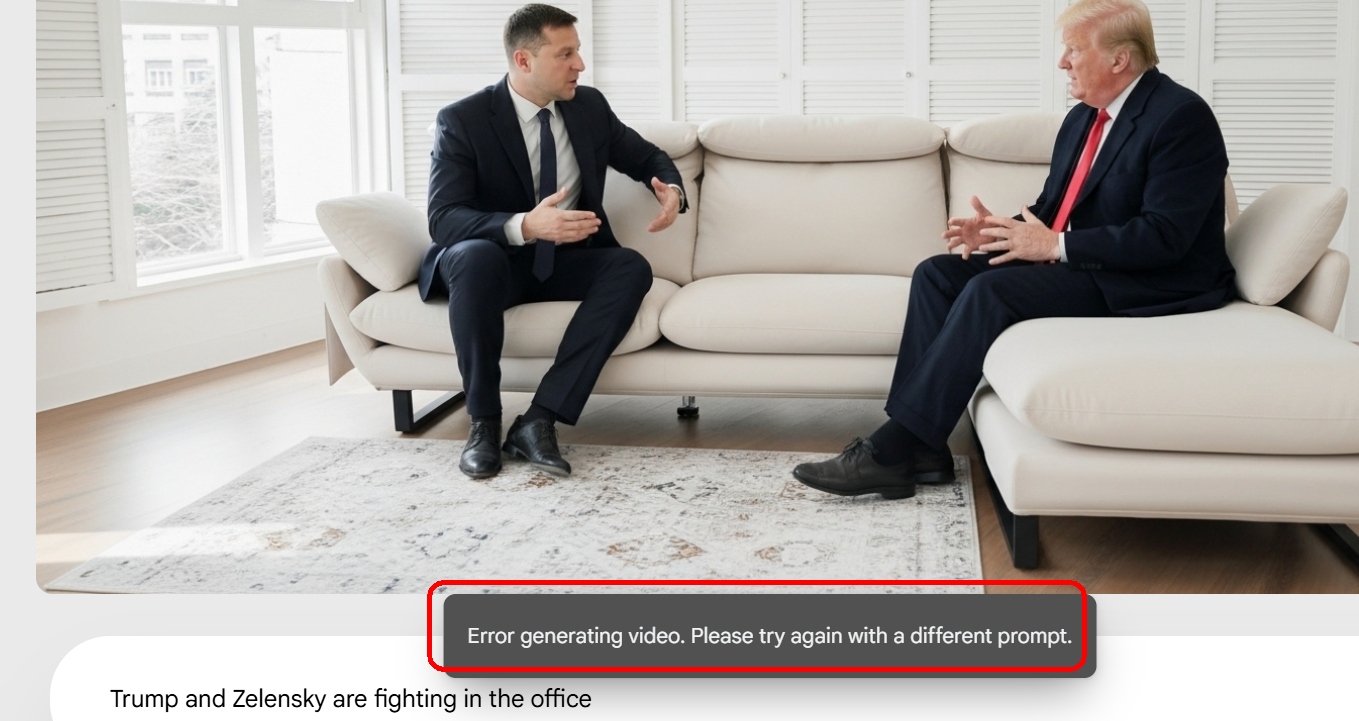 Error generating video. Please try again with a different prompt.
Trump and Zelensky are fighting in the office